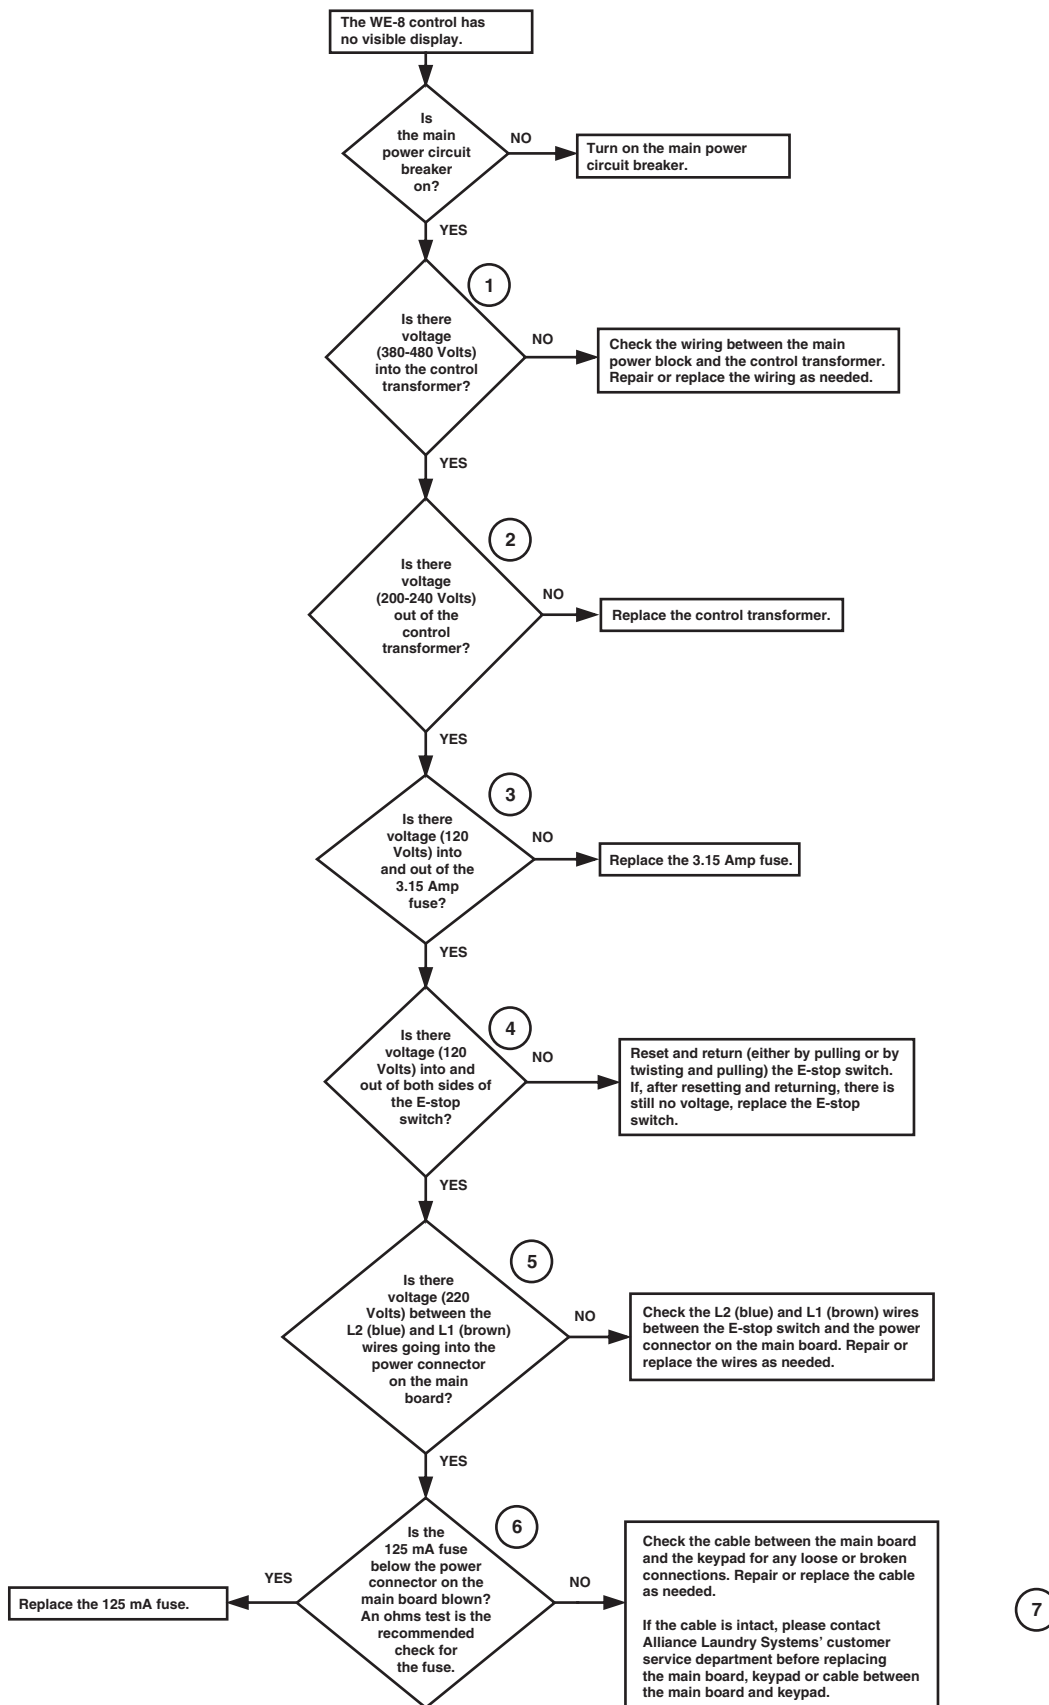 The WE-8 control has
no visible display.
Is
the main
power circuit
breaker
on?
NO
Turn on the main power
circuit breaker.
YES
1
Is there
voltage
(380-480 Volts)
into the control
transformer?
NO
Check the wiring between the main
power block and the control transformer.
Repair or replace the wiring as needed.
YES
2
Is there
voltage
(200-240 Volts)
out of the
control
transformer?
NO
Replace the control transformer.
YES
3
Is there
voltage (120
Volts) into
and out of the
3.15 Amp
fuse?
NO
Replace the 3.15 Amp fuse.
YES
4
Is there
voltage (120
Volts) into and
out of both sides of
the E-stop
switch?
NO
Reset and return (either by pulling or by
twisting and pulling) the E-stop switch.
If, after resetting and returning, there is
still no voltage, replace the E-stop
switch.
YES
5
Is there
voltage (220
Volts) between the
L2 (blue) and L1 (brown)
wires going into the
power connector
on the main
board?
NO
Check the L2 (blue) and L1 (brown) wires
between the E-stop switch and the power
connector on the main board. Repair or
replace the wires as needed.
YES
6
Is the
125 mA fuse
below the power
connector on the
main board blown?
An ohms test is the
recommended
check for
the fuse.
YES
Replace the 125 mA fuse.
NO
Check the cable between the main board
and the keypad for any loose or broken
connections. Repair or replace the cable
as needed.
If the cable is intact, please contact
Alliance Laundry Systems' customer
service department before replacing
the main board, keypad or cable between
the main board and keypad.
7